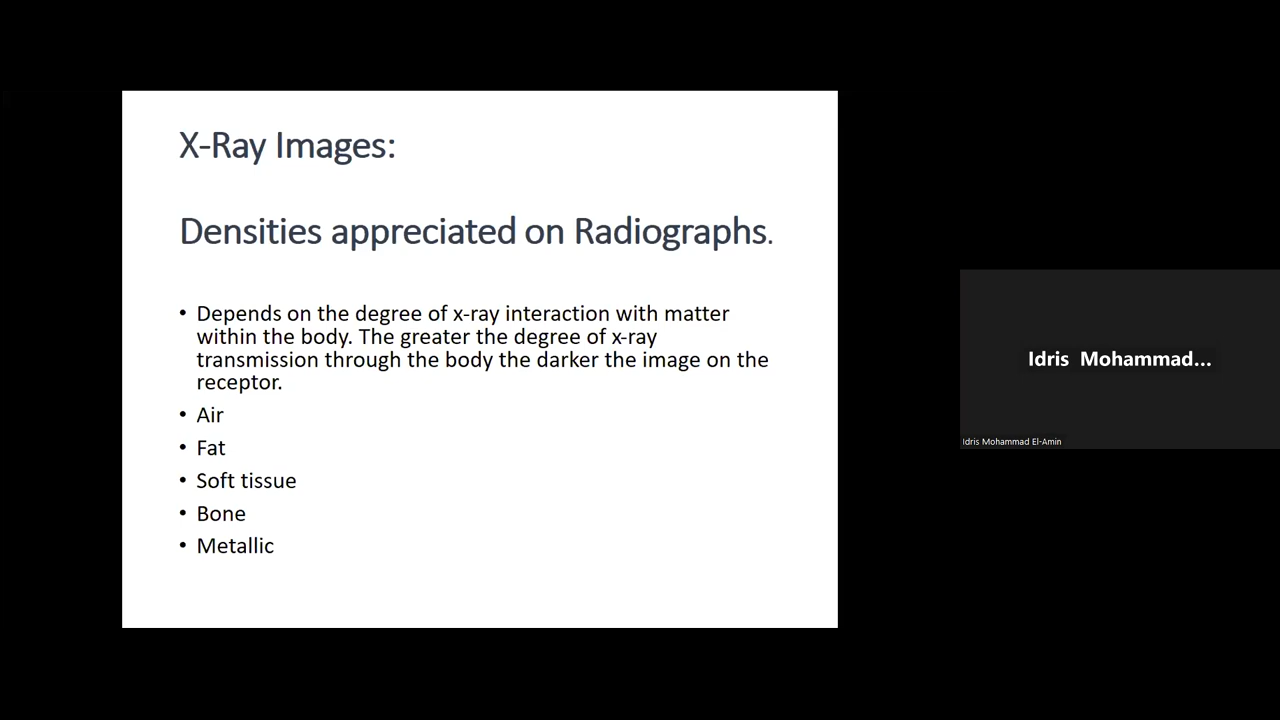 X-Ray Images:
Densities appreciated on Radiographs.
• Depends on the degree of x-ray interaction with matter
within the body. The greater the degree of x-ray
transmission through the body the darker the image on the
receptor.
• Air
• Fat
• Soft tissue
• Bone
• Metallic
Idris Mohammad...
Idris Mohammad El-Amin